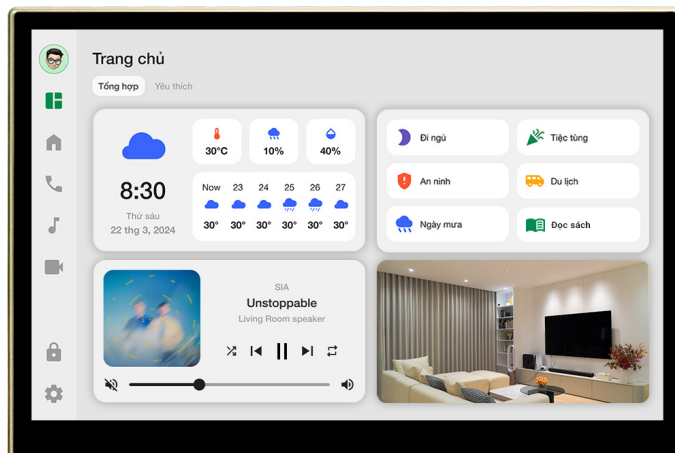 Trang chủ
Tổng hợp
Yêu thích
8:30
Thứ sáu
22 thg 3, 2024
30°C
10%
40%
Now 23 24 25 26 27
30° 30° 30° 30° 30° 30°
Đi ngủ
Tiệc tùng
An ninh
Du lịch
Ngày mưa
Đọc sách
SIA
Unstoppable
Living Room speaker